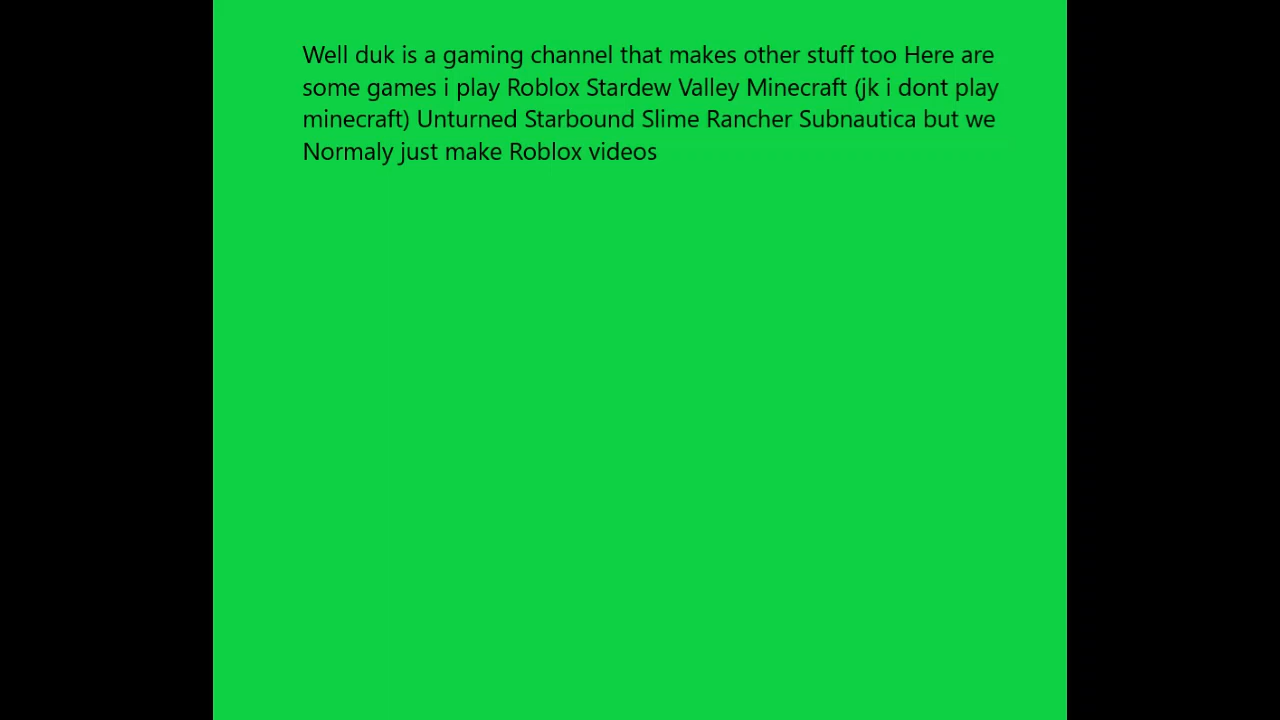 Well duk is a gaming channel that makes other stuff too Here are
some games i play Roblox Stardew Valley Minecraft (jk i dont play
minecraft) Unturned Starbound Slime Rancher Subnautica but we
Normaly just make Roblox videos